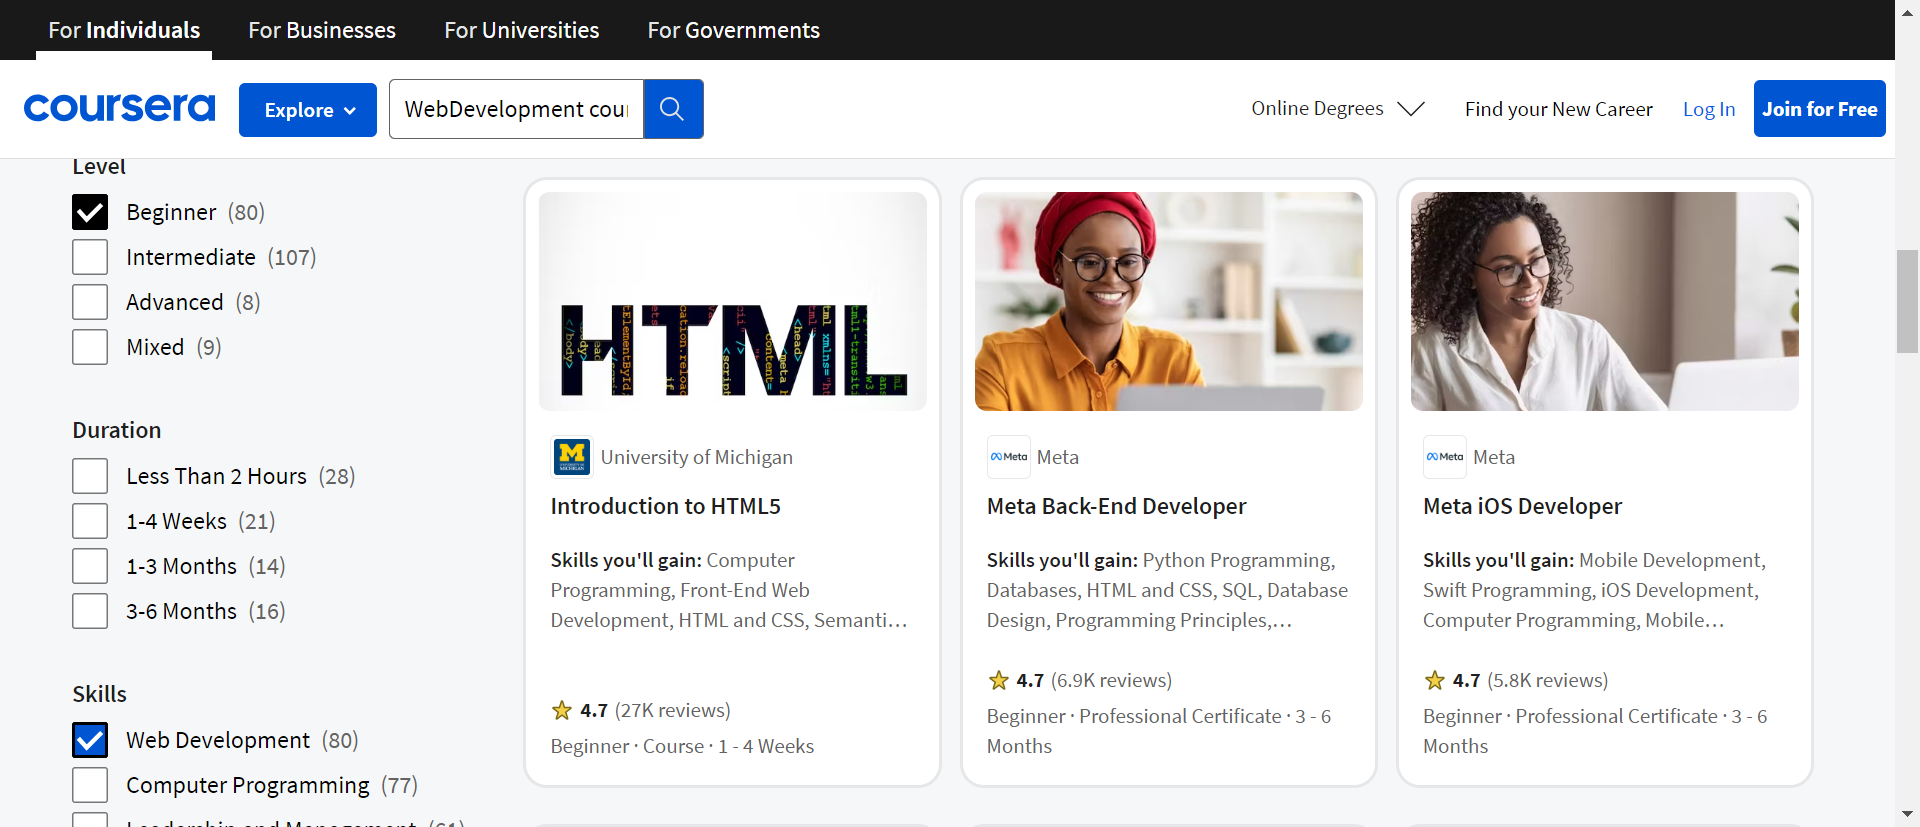 For Individuals
For Businesses
For Universities
For Governments
coursera
Explore
WebDevelopment cou
Online Degrees
Find your New Career
Log In
Join for Free
Level
Beginner (80)
Intermediate (107)
Advanced (8)
Mixed (9)
Duration
Less Than 2 Hours (28)
1-4 Weeks (21)
1-3 Months (14)
3-6 Months (16)
Skills
Web Development (80)
Computer Programming (77)
Leadership and Management (61)
HTML
University of Michigan
Introduction to HTML5
Skills you'll gain: Computer
Programming, Front-End Web
Development, HTML and CSS, Semanti...
4.7 (27K reviews)
Beginner · Course · 1 - 4 Weeks
Meta
Meta
Meta Back-End Developer
Skills you'll gain: Python Programming,
Databases, HTML and CSS, SQL, Database
Design, Programming Principles,...
4.7 (6.9K reviews)
Beginner · Professional Certificate · 3 - 6
Months
Meta
Meta
Meta iOS Developer
Skills you'll gain: Mobile Development,
Swift Programming, iOS Development,
Computer Programming, Mobile...
4.7 (5.8K reviews)
Beginner · Professional Certificate · 3 - 6
Months